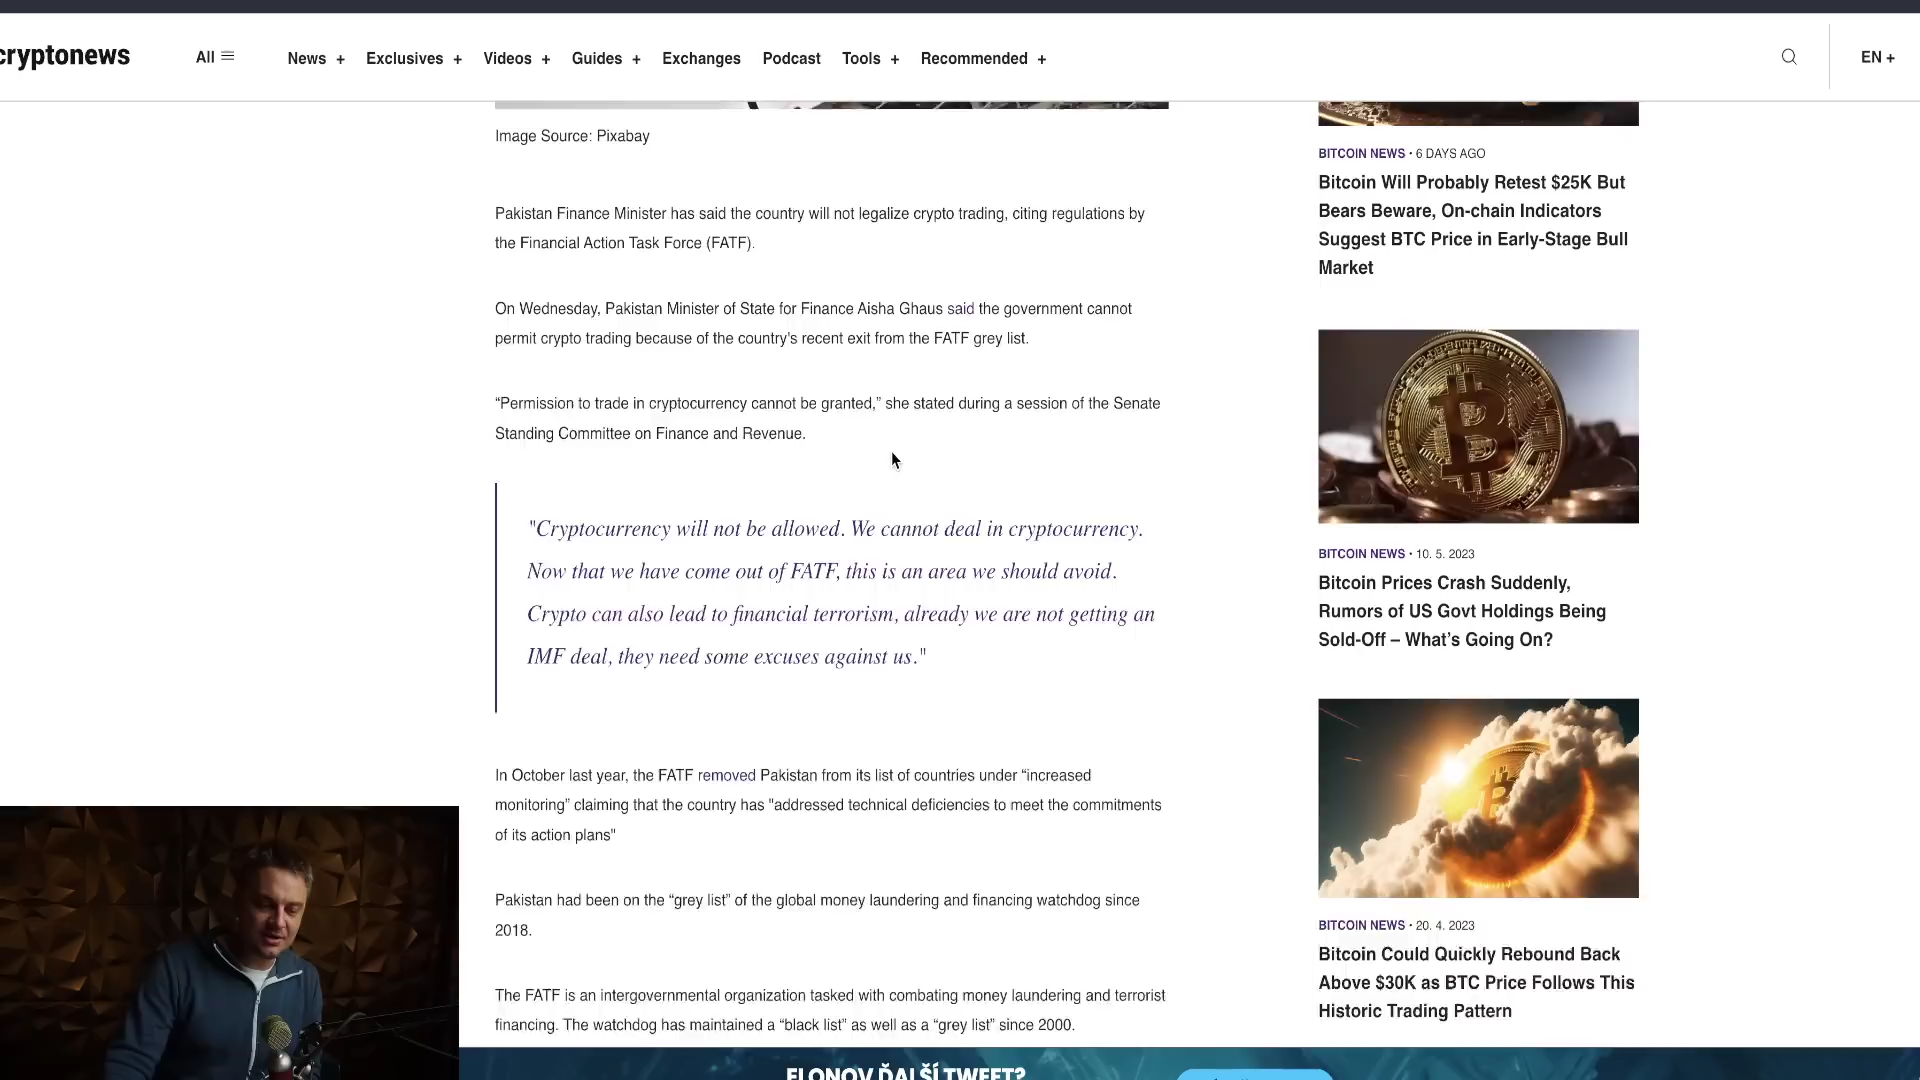 cryptonews
All
News +
Exclusives +
Videos +
Guides +
Exchanges
Podcast
Tools +
Recommended +
EN +
Image Source: Pixabay
Pakistan Finance Minister has said the country will not legalize crypto trading, citing regulations by
the Financial Action Task Force (FATF).
On Wednesday, Pakistan Minister of State for Finance Aisha Ghaus said the government cannot
permit crypto trading because of the country's recent exit from the FATF grey list.
“Permission to trade in cryptocurrency cannot be granted,” she stated during a session of the Senate
Standing Committee on Finance and Revenue.
"Cryptocurrency will not be allowed. We cannot deal in cryptocurrency.
Now that we have come out of FATF, this is an area we should avoid.
Crypto can also lead to financial terrorism, already we are not getting an
IMF deal, they need some excuses against us."
In October last year, the FATF removed Pakistan from its list of countries under “increased
monitoring” claiming that the country has "addressed technical deficiencies to meet the commitments
of its action plans"
Pakistan had been on the “grey list” of the global money laundering and financing watchdog since
2018.
The FATF is an intergovernmental organization tasked with combating money laundering and terrorist
financing. The watchdog has maintained a “black list” as well as a “grey list” since 2000.
BITCOIN NEWS • 6 DAYS AGO
Bitcoin Will Probably Retest $25K But
Bears Beware, On-chain Indicators
Suggest BTC Price in Early-Stage Bull
Market
BITCOIN NEWS • 10. 5. 2023
Bitcoin Prices Crash Suddenly,
Rumors of US Govt Holdings Being
Sold-Off – What's Going On?
BITCOIN NEWS • 20. 4. 2023
Bitcoin Could Quickly Rebound Back
Above $30K as BTC Price Follows This
Historic Trading Pattern
ELONOV ĎALŠÍ TWEET?